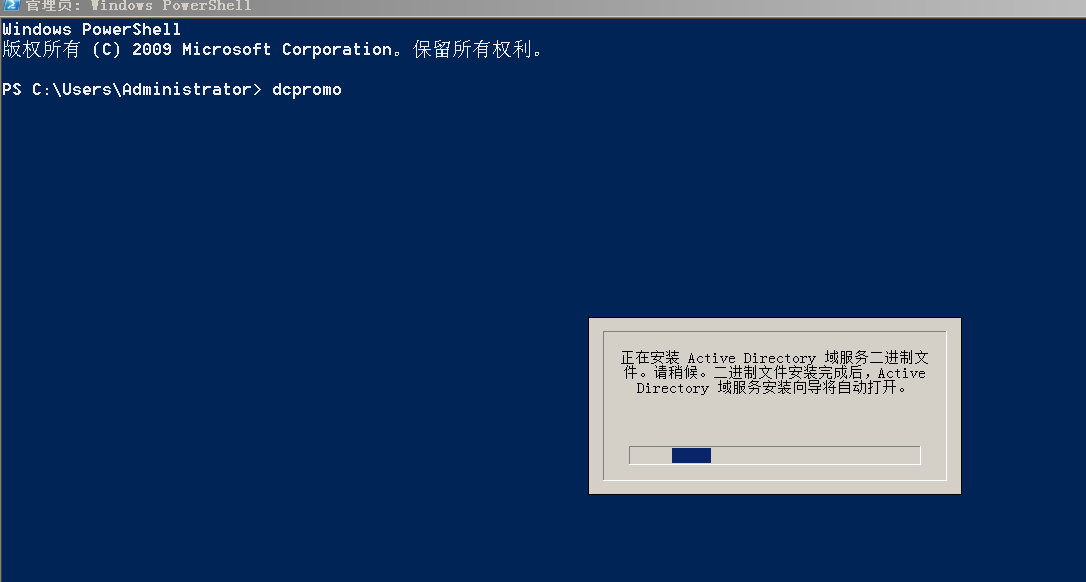 管理员: Windows PowerShell
Windows PowerShell
版权所有 (C) 2009 Microsoft Corporation。保留所有权利。
PS C:\Users\Administrator> dcpromo
正在安装 Active Directory 域服务二进制文
件。请稍候。二进制文件安装完成后，Active
Directory 域服务安装向导将自动打开。